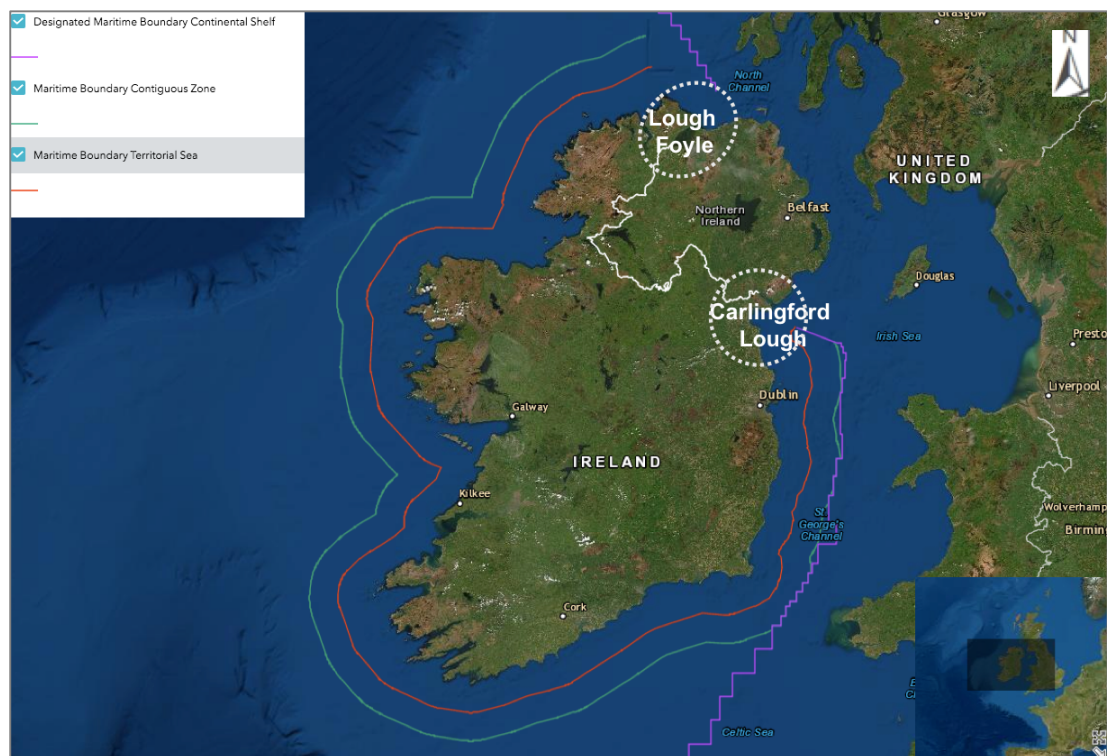 Designated Maritime Boundary Continental Shelf
Maritime Boundary Contiguous Zone
Maritime Boundary Territorial Sea
Glasgow
N
North
Channel
Lough
Foyle
UNITED
KINGDOM
Northern
Ireland
Belfast
Douglas
Carlingford
Lough
Irish Sea
Presto
Liverpool
Dublin
Galway
IRELAND
Kilkee
St.
George's
Channel
Wolverhamp
Birmin
Cork
Celtic Sea